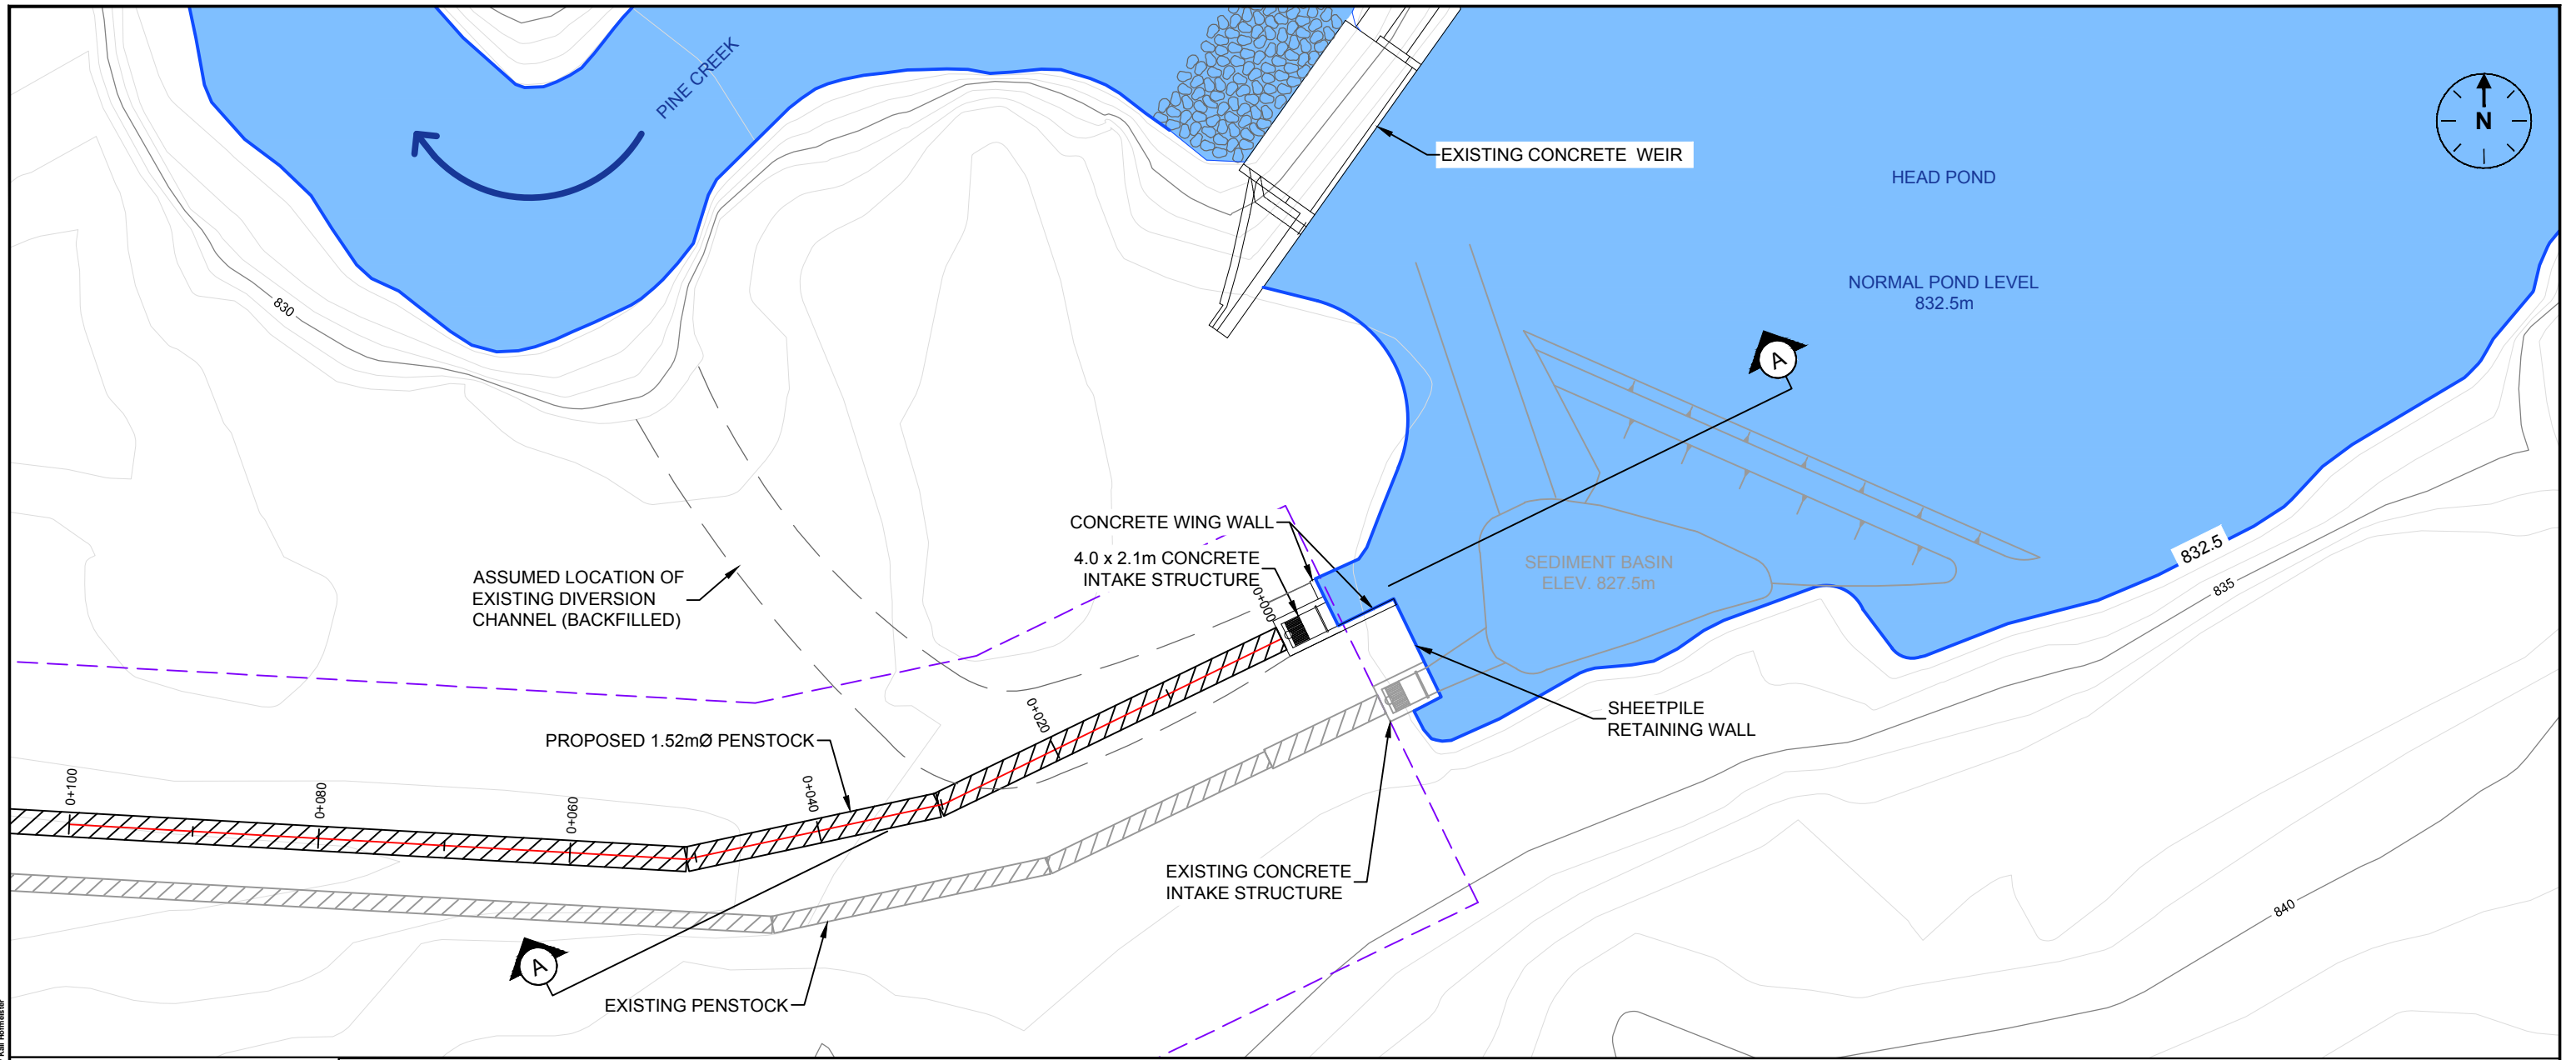 PINE CREEK
EXISTING CONCRETE WEIR
N
HEAD POND
NORMAL POND LEVEL
832.5m
830
A
CONCRETE WING WALL
4.0 x 2.1m CONCRETE
INTAKE STRUCTURE
0+000
SEDIMENT BASIN
ELEV. 827.5m
832.5
835
ASSUMED LOCATION OF
EXISTING DIVERSION
CHANNEL (BACKFILLED)
SHEETPILE
RETAINING WALL
0+020
PROPOSED 1.52mØ PENSTOCK
0+100
0+080
0+060
0+040
EXISTING CONCRETE
INTAKE STRUCTURE
840
A
EXISTING PENSTOCK